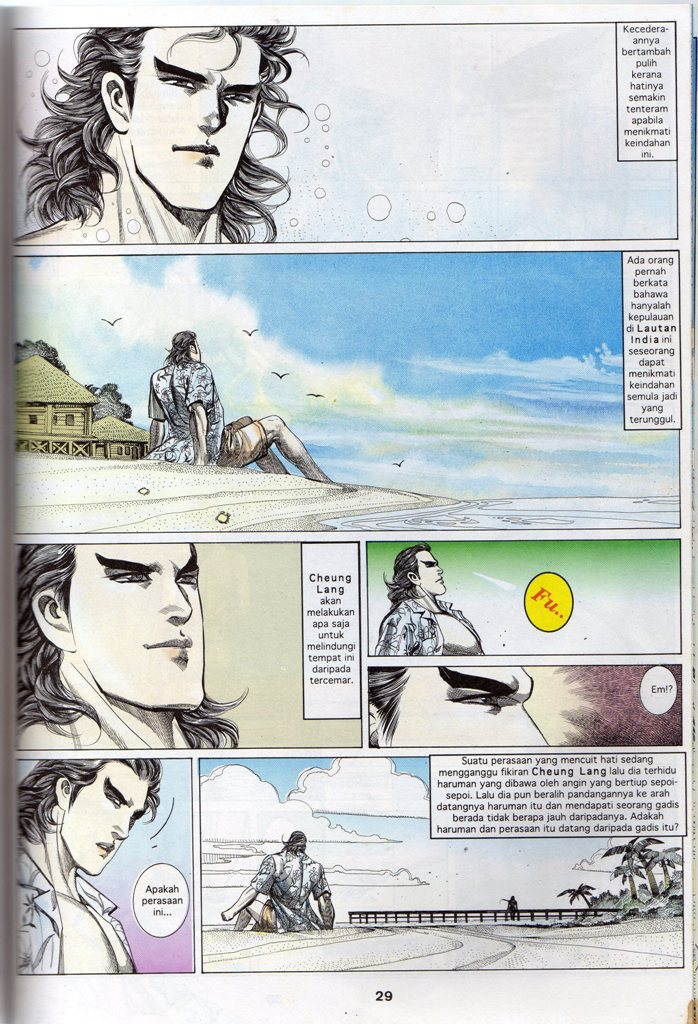 Kecedera-
annya
bertambah
pulih
kerana
hatinya
semakin
tenteram
apabila
menikmati
keindahan
ini.
Ada orang
pernah
berkata
bahawa
hanyalah
kepulauan
di Lautan
India ini
seseorang
dapat
menikmati
keindahan
semula jadi
yang
terunggul.
Cheung
Lang
akan
melakukan
apa saja
untuk
melindungi
tempat ini
daripada
tercemar.
Fu..
Em!?
Apakah
perasaan
ini...
Suatu perasaan yang mencuit hati sedang
mengganggu fikiran Cheung Lang lalu dia terhidu
haruman yang dibawa oleh angin yang bertiup sepoi-
sepoi. Lalu dia pun beralih pandangannya ke arah
datangnya haruman itu dan mendapati seorang gadis
berada tidak berapa jauh daripadanya. Adakah
haruman dan perasaan itu datang daripada gadis itu?
29